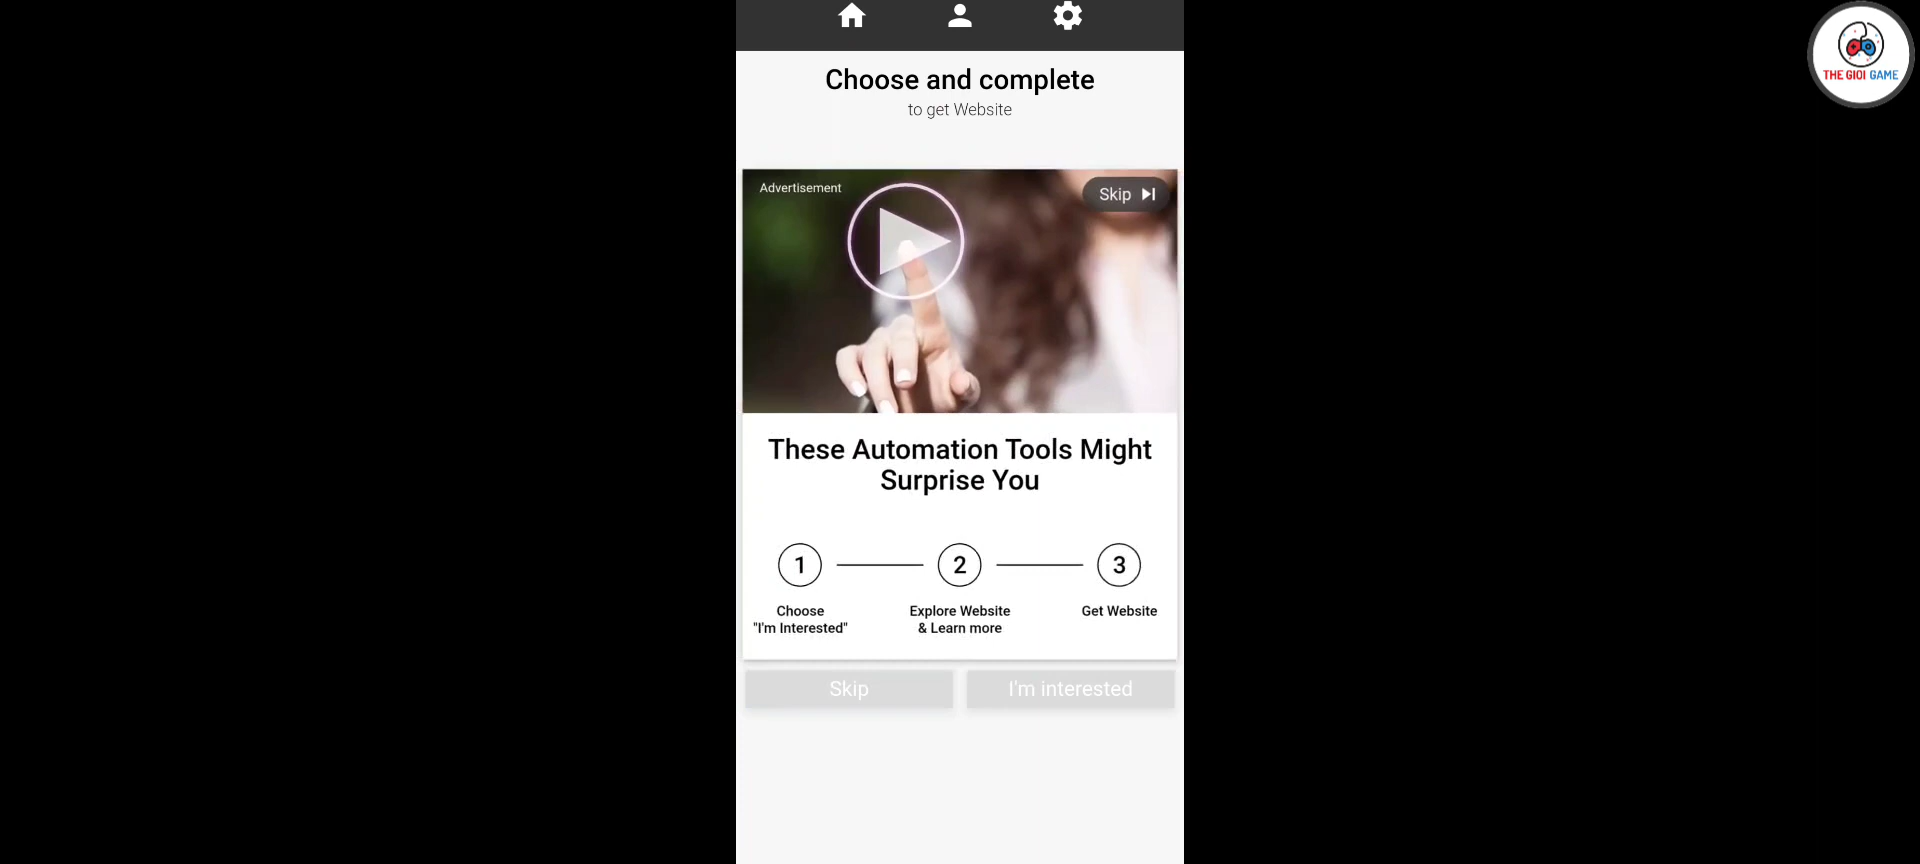 THE GIOI GAME
Choose and complete
to get Website
Advertisement
Skip
These Automation Tools Might
Surprise You
1
2
3
Choose
"I'm Interested"
Explore Website
& Learn more
Get Website
Skip
I'm interested